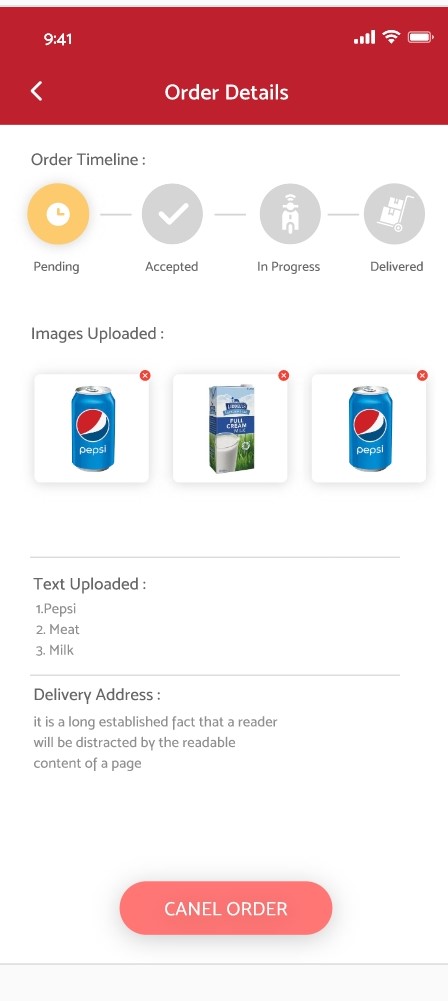 9:41
Order Details
Order Timeline :
Pending
Accepted
In Progress
Delivered
Images Uploaded :
pepsi
FULL
CREAM
MILK
pepsi
Text Uploaded :
1.Pepsi
2. Meat
3. Milk
Delivery Address :
it is a long established fact that a reader
will be distracted by the readable
content of a page
CANEL ORDER